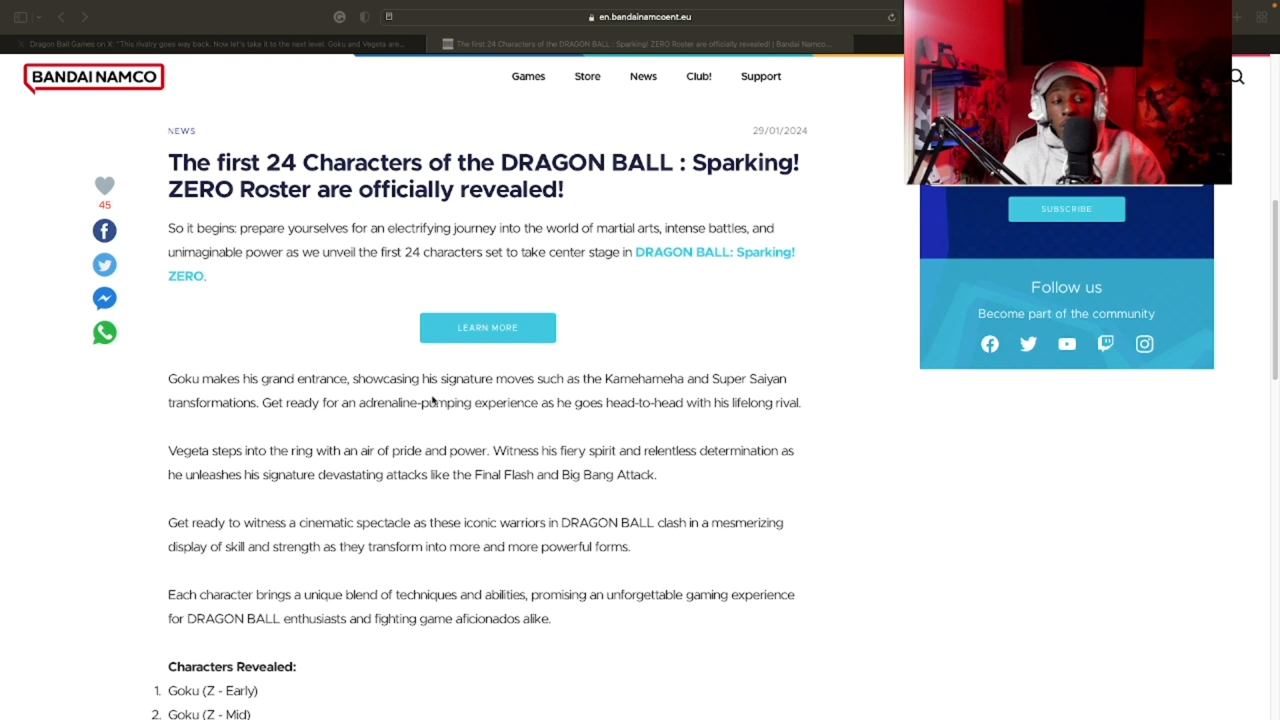 en.bandainamcoent.eu
Dragon Ball Games on X: "This rivalry goes way back. Now let's take it to the next level. Goku and Vegeta are...
The first 24 Characters of the DRAGON BALL : Sparking! ZERO Roster are officially revealed! | Bandai Namco...
BANDAI NAMCO
Games
Store
News
Club!
Support
NEWS
29/01/2024
The first 24 Characters of the DRAGON BALL : Sparking!
ZERO Roster are officially revealed!
45
So it begins: prepare yourselves for an electrifying journey into the world of martial arts, intense battles, and
unimaginable power as we unveil the first 24 characters set to take center stage in DRAGON BALL: Sparking!
ZERO.
LEARN MORE
Goku makes his grand entrance, showcasing his signature moves such as the Kamehameha and Super Saiyan
transformations. Get ready for an adrenaline-pumping experience as he goes head-to-head with his lifelong rival.
Vegeta steps into the ring with an air of pride and power. Witness his fiery spirit and relentless determination as
he unleashes his signature devastating attacks like the Final Flash and Big Bang Attack.
Get ready to witness a cinematic spectacle as these iconic warriors in DRAGON BALL clash in a mesmerizing
display of skill and strength as they transform into more and more powerful forms.
Each character brings a unique blend of techniques and abilities, promising an unforgettable gaming experience
for DRAGON BALL enthusiasts and fighting game aficionados alike.
Characters Revealed:
1. Goku (Z - Early)
2. Goku (Z - Mid)
SUBSCRIBE
Follow us
Become part of the community